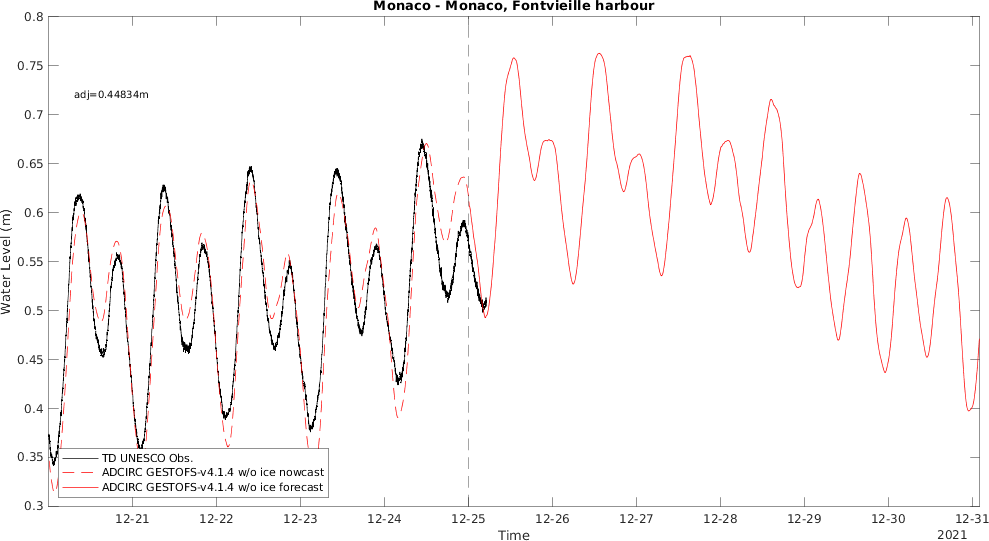 Monaco - Monaco, Fontvieille harbour
0.8
0.75
0.7
0.65
0.6
0.55
0.5
0.45
0.4
0.35
0.3
Water Level (m)
adj=0.44834m
TD UNESCO Obs.
ADCIRC GESTOFS-v4.1.4 w/o ice nowcast
ADCIRC GESTOFS-v4.1.4 w/o ice forecast
12-21 12-22 12-23 12-24 12-25 12-26 12-27 12-28 12-29 12-30 12-31
Time
2021